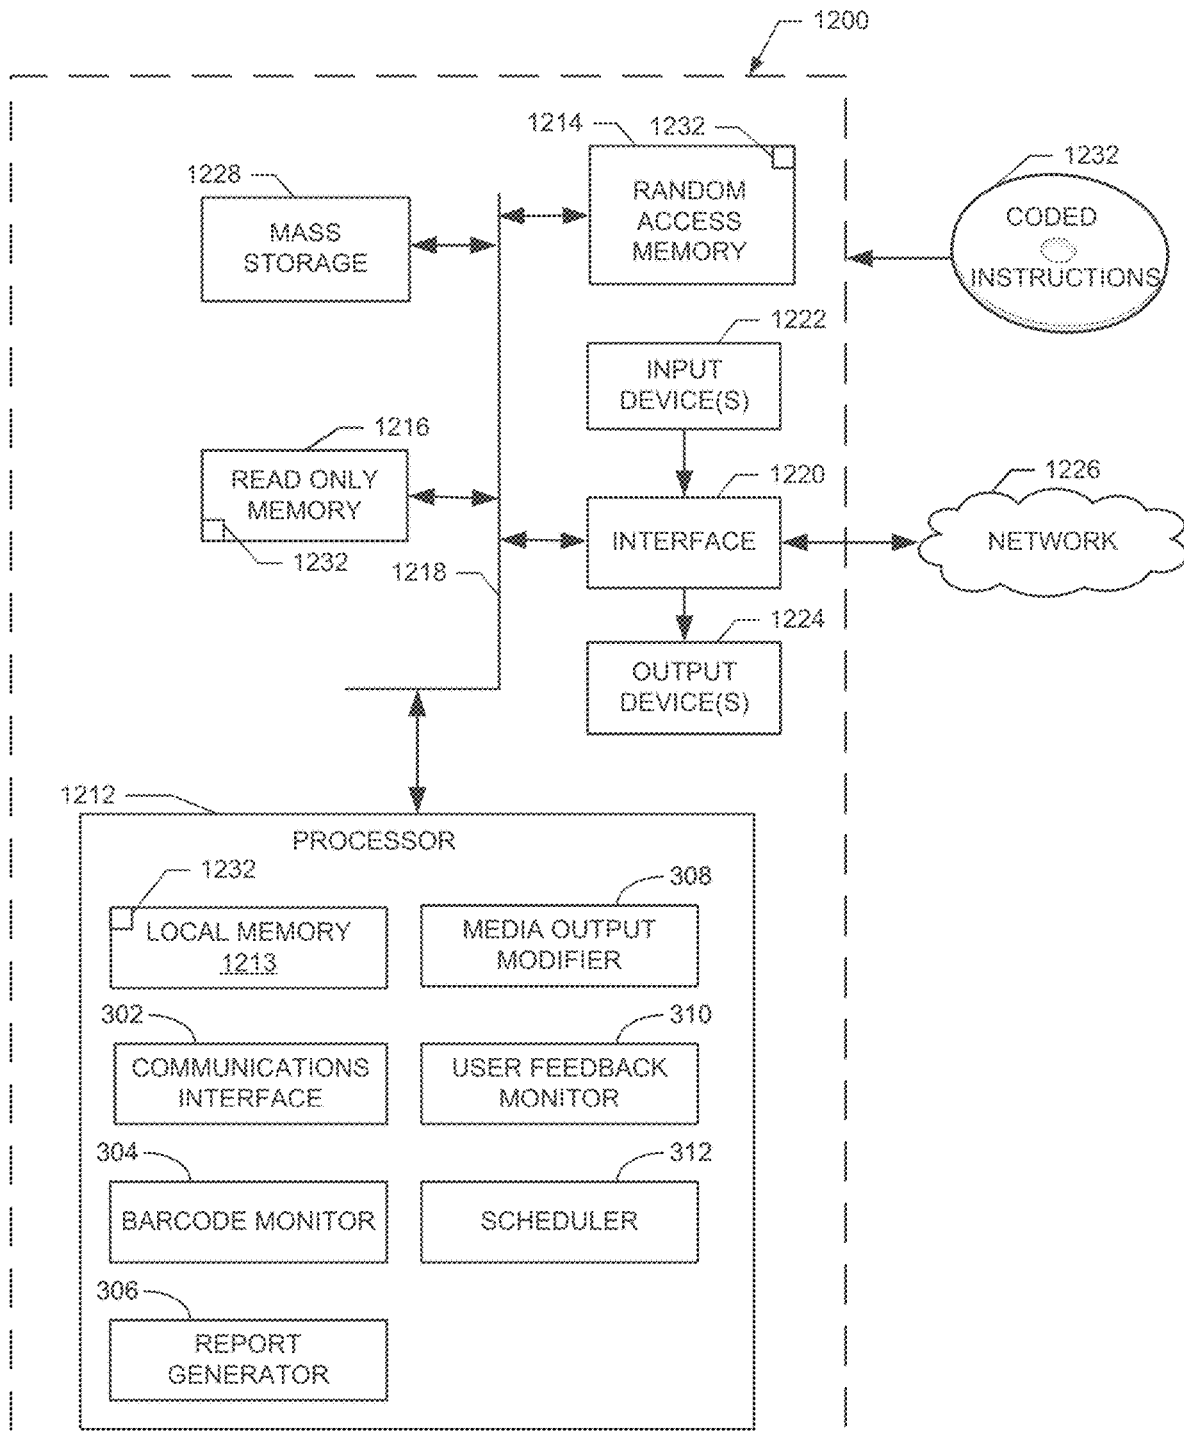 1200
1214
1232
RANDOM
ACCESS
MEMORY
1228
MASS
STORAGE
1232
CODED
INSTRUCTIONS
1222
INPUT
DEVICE(S)
1216
READ ONLY
MEMORY
1232
1218
1220
INTERFACE
1226
NETWORK
1224
OUTPUT
DEVICE(S)
1212
PROCESSOR
1232
LOCAL MEMORY
1213
308
MEDIA OUTPUT
MODIFIER
302
COMMUNICATIONS
INTERFACE
310
USER FEEDBACK
MONITOR
304
BARCODE MONITOR
312
SCHEDULER
306
REPORT
GENERATOR